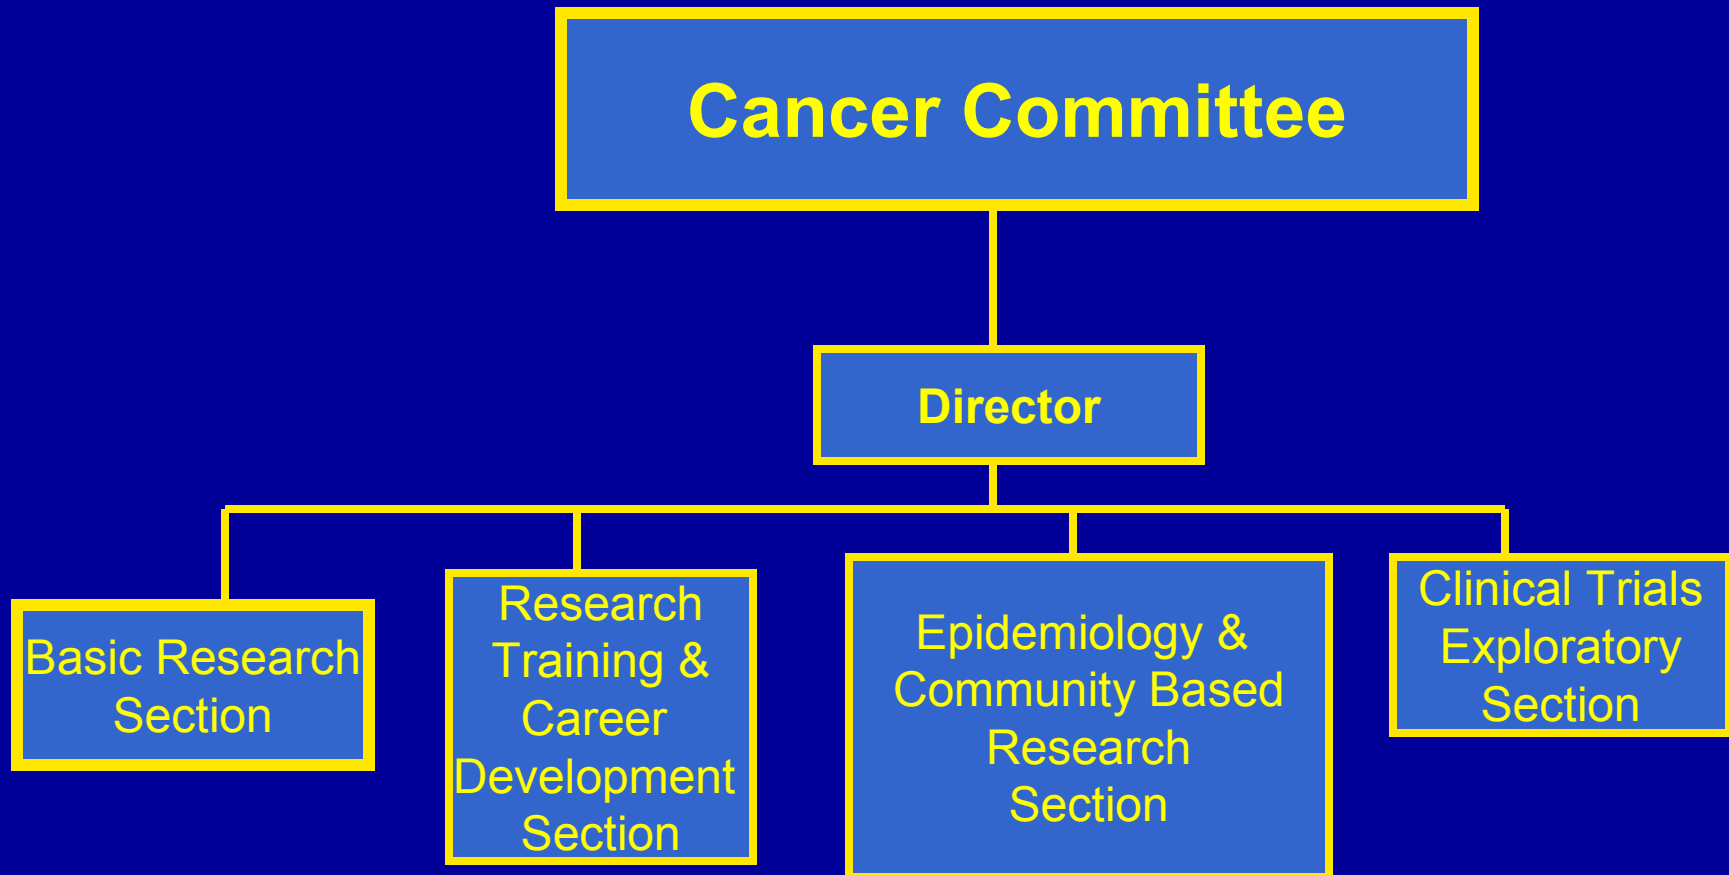 Cancer Committee
Director
Basic Research
Section
Research
Training &
Career
Development
Section
Epidemiology &
Community Based
Research
Section
Clinical Trials
Exploratory
Section